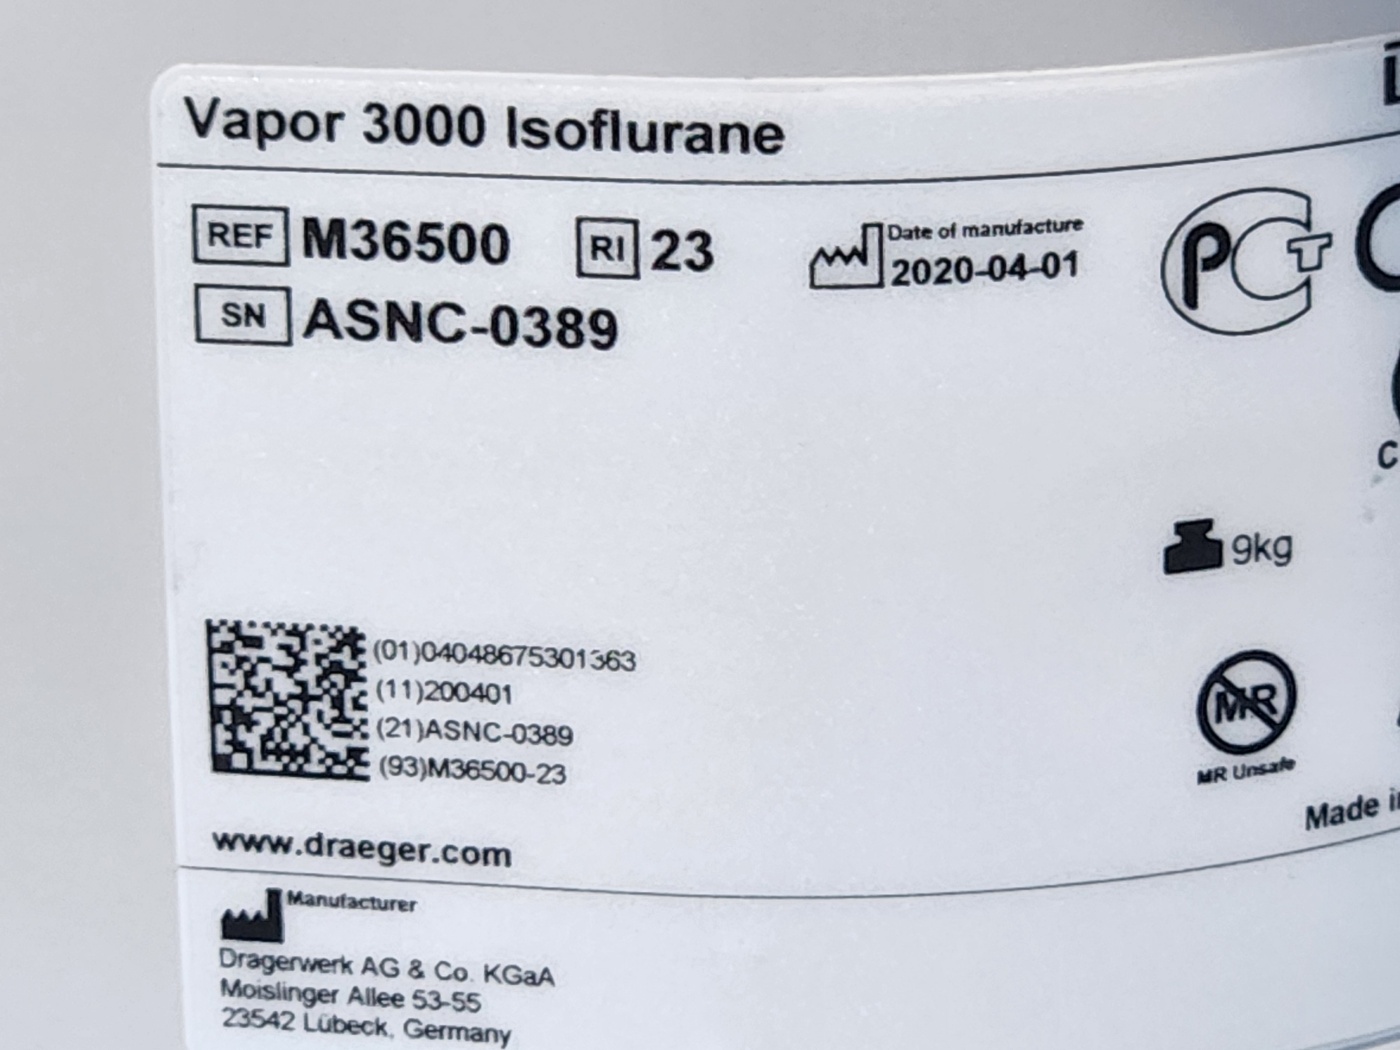 Vapor 3000 Isoflurane
REF M36500 RI 23 Date of manufacture
2020-04-01
SN ASNC-0389
PCT
9kg
(01)04048675301363
(11)200401
(21)ASNC-0389
(93)M36500-23
MR
MR Unsafe
Made
www.draeger.com
Manufacturer
Dragerwerk AG & Co. KGaA
Moislinger Allee 53-55
23542 Lübeck, Germany